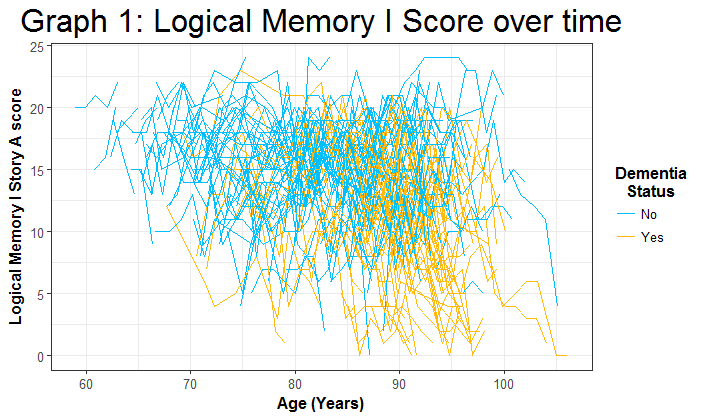 Graph 1: Logical Memory I Score over time
Logical Memory I Story A score
25
20
15
10
5
0
60 70 80 90 100
Age (Years)
Dementia
Status
No
Yes